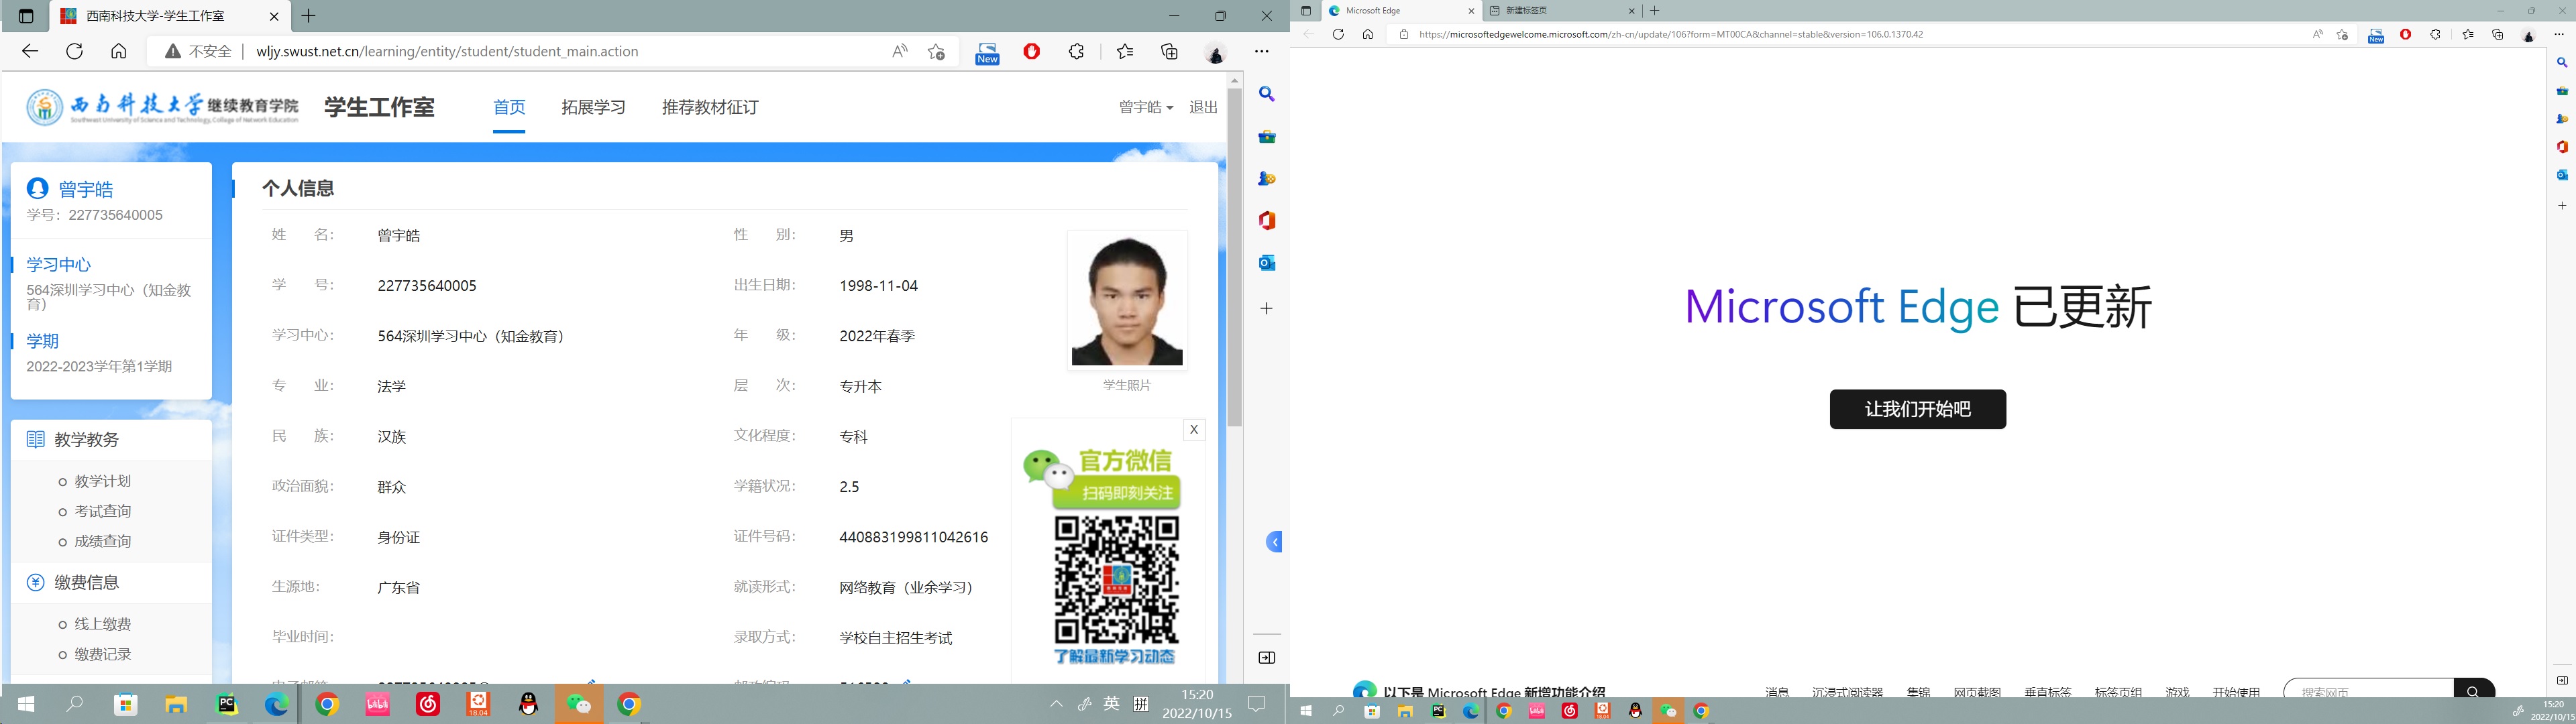 西南科技大学-学生工作室
不安全 wljy.swust.net.cn/learning/entity/student/student_main.action
New
西南科技大学 继续教育学院
Southwest University of Science and Technology, College of Network Education
学生工作室
首页 拓展学习 推荐教材征订
曾宇皓 退出
曾宇皓
学号：227735640005
学习中心
564深圳学习中心（知金教
育）
学期
2022-2023学年第1学期
教学教务
教学计划
考试查询
成绩查询
缴费信息
线上缴费
缴费记录
个人信息
姓 名： 曾宇皓 性 别： 男
学 号： 227735640005 出生日期： 1998-11-04
学习中心： 564深圳学习中心（知金教育） 年 级： 2022年春季
专 业： 法学 层 次： 专升本
民 族： 汉族 文化程度： 专科
政治面貌： 群众 学籍状况： 2.5
证件类型： 身份证 证件号码： 440883199811042616
生源地： 广东省 就读形式： 网络教育（业余学习）
毕业时间： 录取方式： 学校自主招生考试
学生照片
X
官方微信
扫码即刻关注
了解最新学习动态
PC
bilibili
18.04
英 拼
15:20
2022/10/15
Microsoft Edge
新建标签页
https://microsoftedgewelcome.microsoft.com/zh-cn/update/106?form=MT00CA&channel=stable&version=106.0.1370.42
New
Microsoft Edge 已更新
让我们开始吧
以下是 Microsoft Edge 新增功能介绍
消息 沉浸式阅读器 集锦 网页截图 垂直标签 标签页组 游戏 开始使用
搜索网页
15:20
2022/10/15